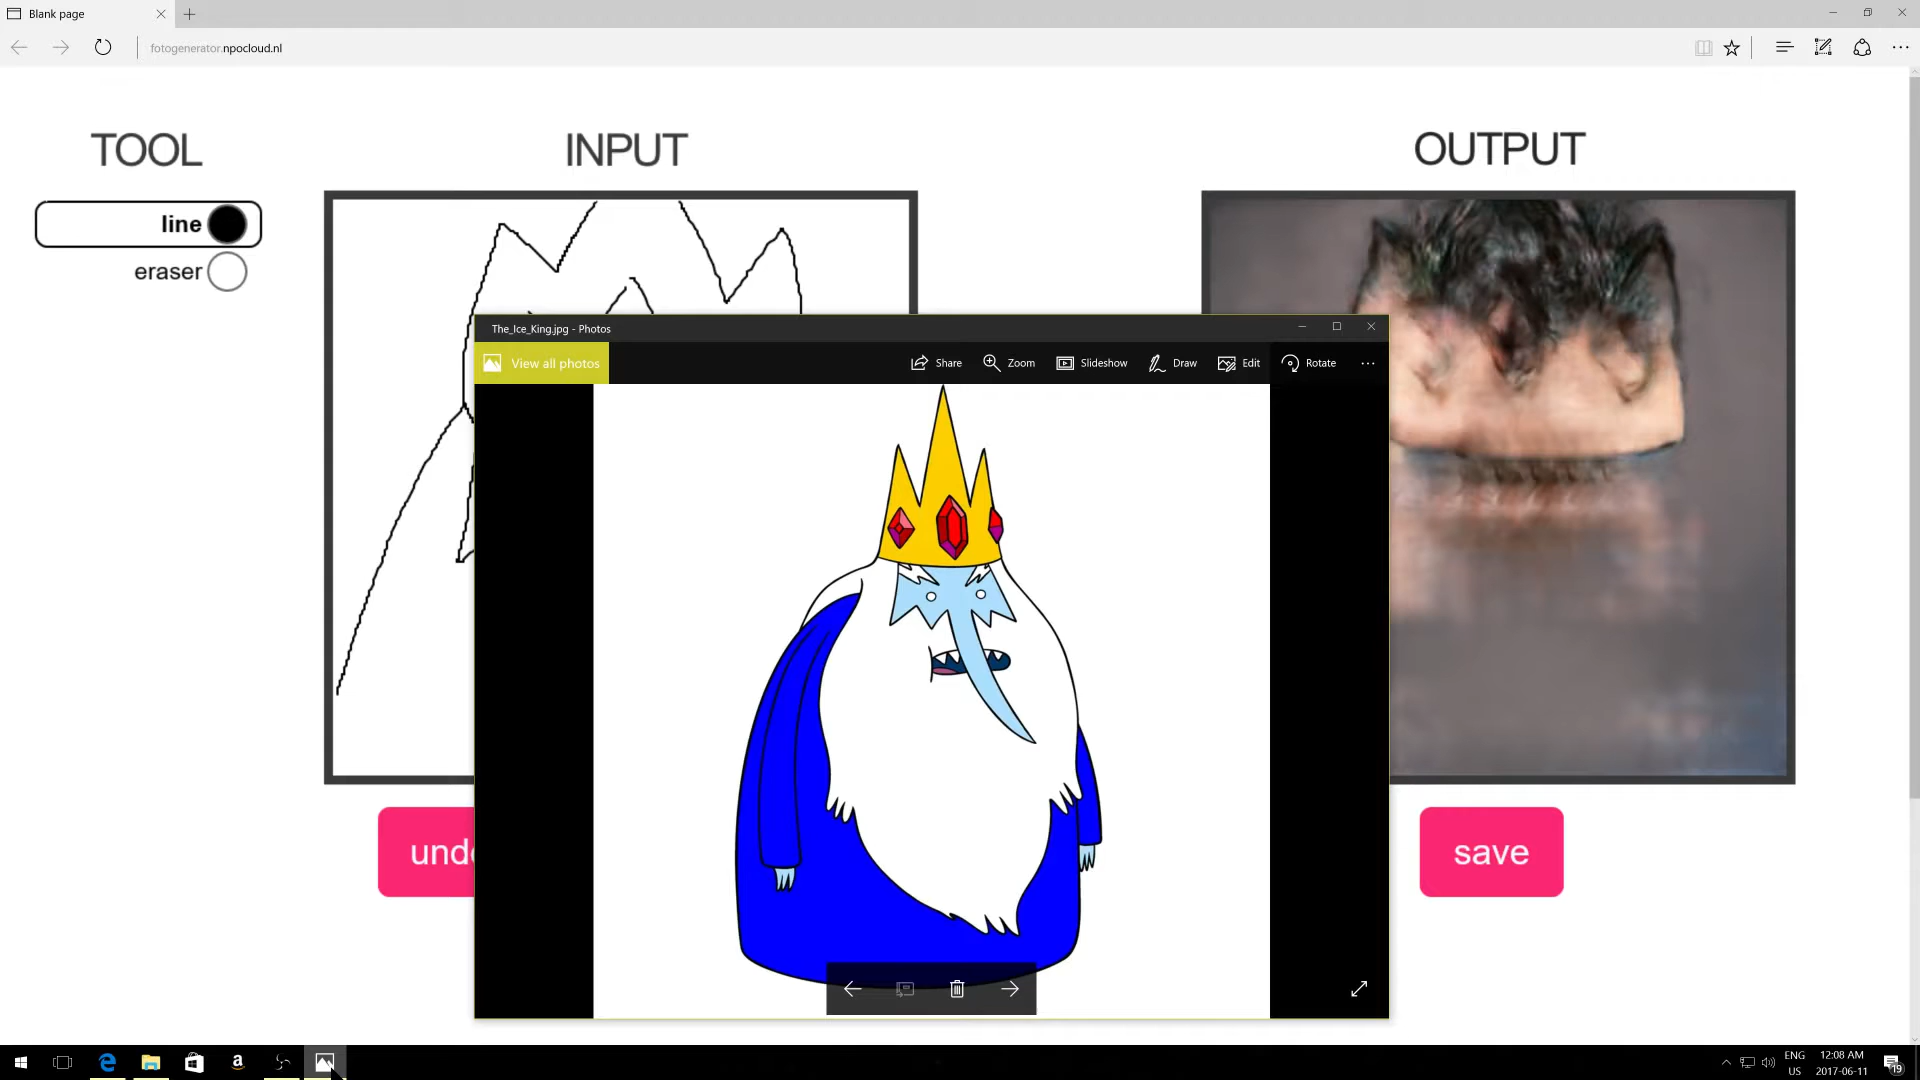 Blank page
fotogenerator.npocloud.nl
TOOL
INPUT
OUTPUT
line
eraser
The_Ice_King.jpg - Photos
View all photos
Share
Zoom
Slideshow
Draw
Edit
Rotate
und
save
a
ENG
US
12:08 AM
2017-06-11
19